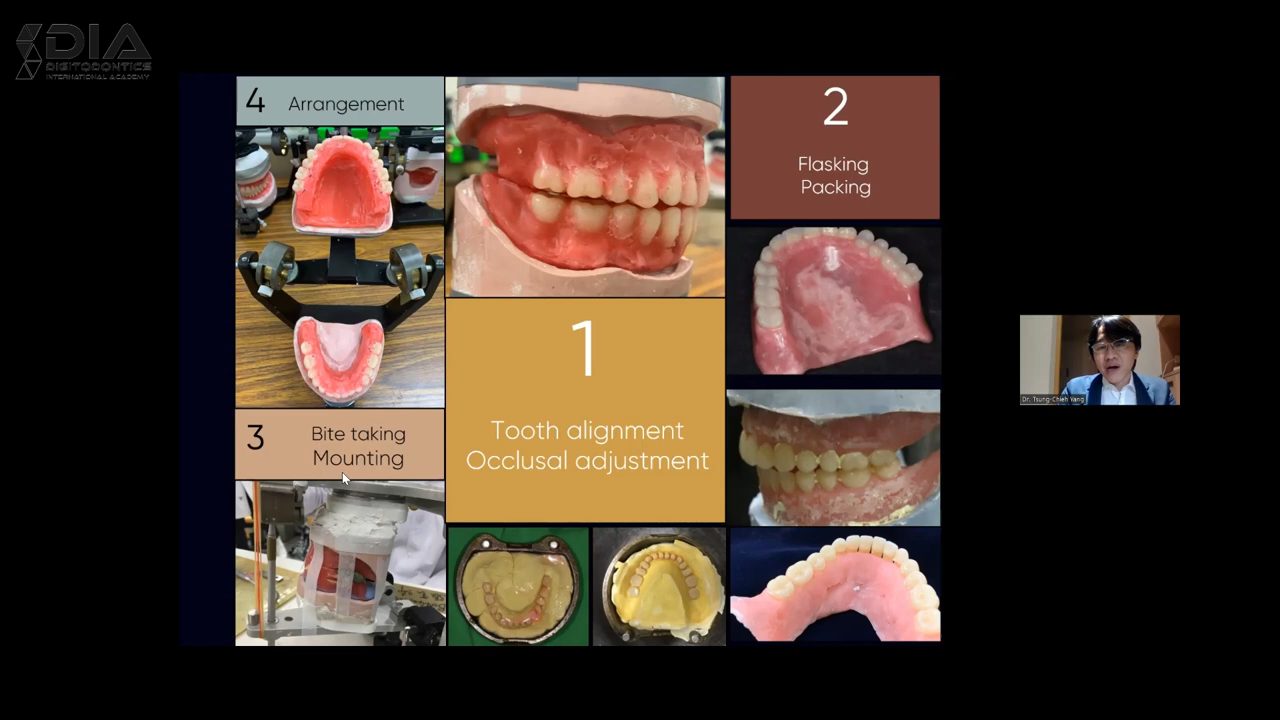 DIA
DIGITODONTICS
INTERNATIONAL ACADEMY
4 Arrangement
2
Flasking
Packing
1
Tooth alignment
Occlusal adjustment
3
Bite taking
Mounting
Dr. Tsung-Chieh Yang